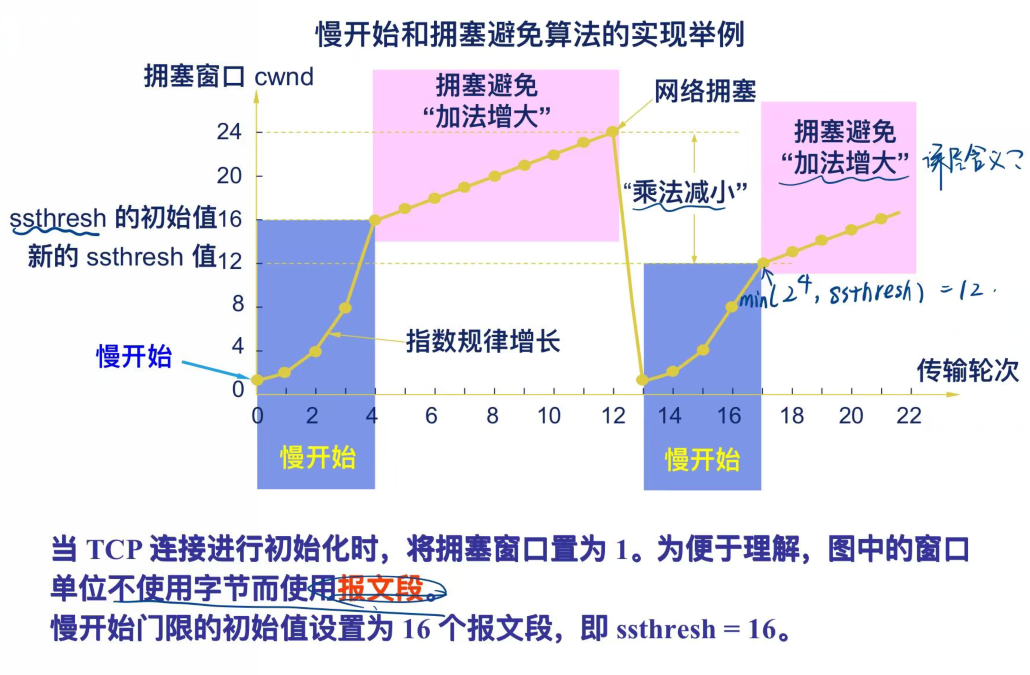 慢开始和拥塞避免算法的实现举例
拥塞窗口 cwnd
拥塞避免
“加法增大”
网络拥塞
拥塞避免
“加法增大”
含义?
24
20
“乘法减小”
ssthresh 的初始值16
新的 ssthresh 值12
min(2^4, ssthresh) = 12.
8
4
0
指数规律增长
慢开始
传输轮次
0 2 4 6 8 10 12 14 16 18 20 22
慢开始
慢开始
当 TCP 连接进行初始化时，将拥塞窗口置为 1。为便于理解，图中的窗口
单位不使用字节而使用报文段。
慢开始门限的初始值设置为 16 个报文段，即 ssthresh = 16。